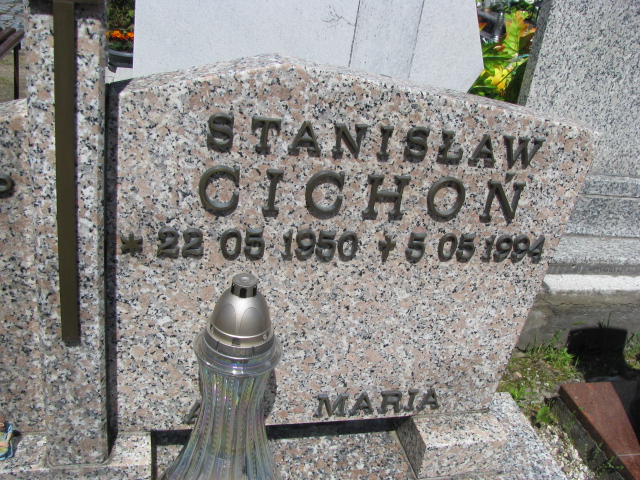 STANISŁAW
CICHOŃ
* 22 05 1950 ✝ 5 05 1994
MARIA